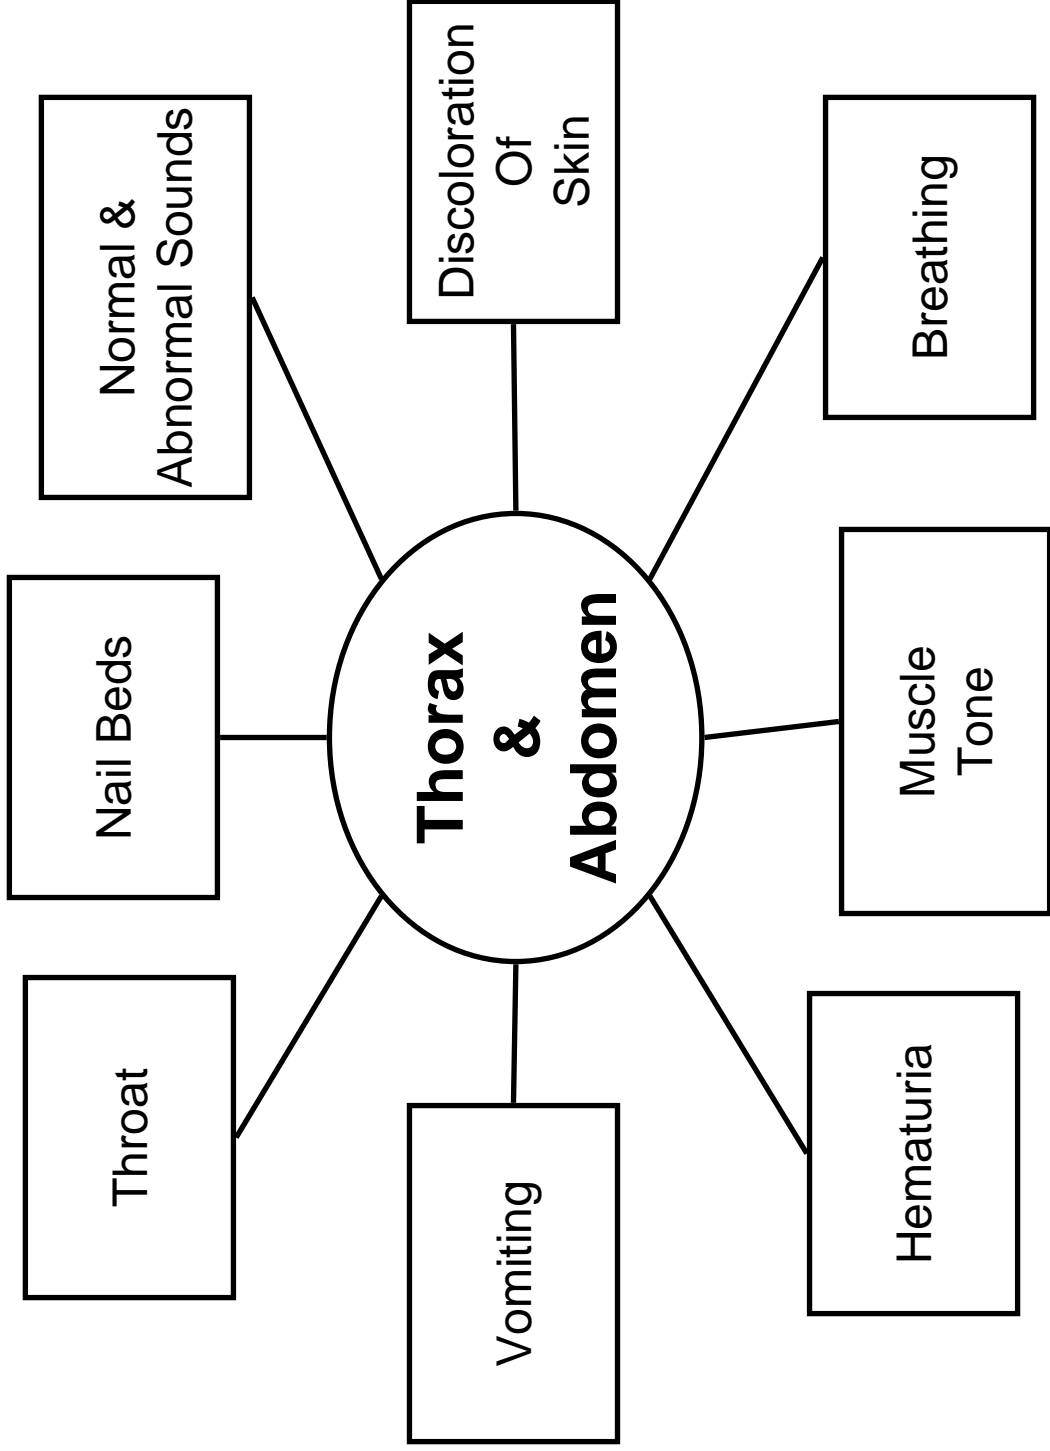 Throat
Nail Beds
Normal &
Abnormal Sounds
Vomiting
Thorax
&
Abdomen
Discoloration
Of
Skin
Hematuria
Muscle
Tone
Breathing